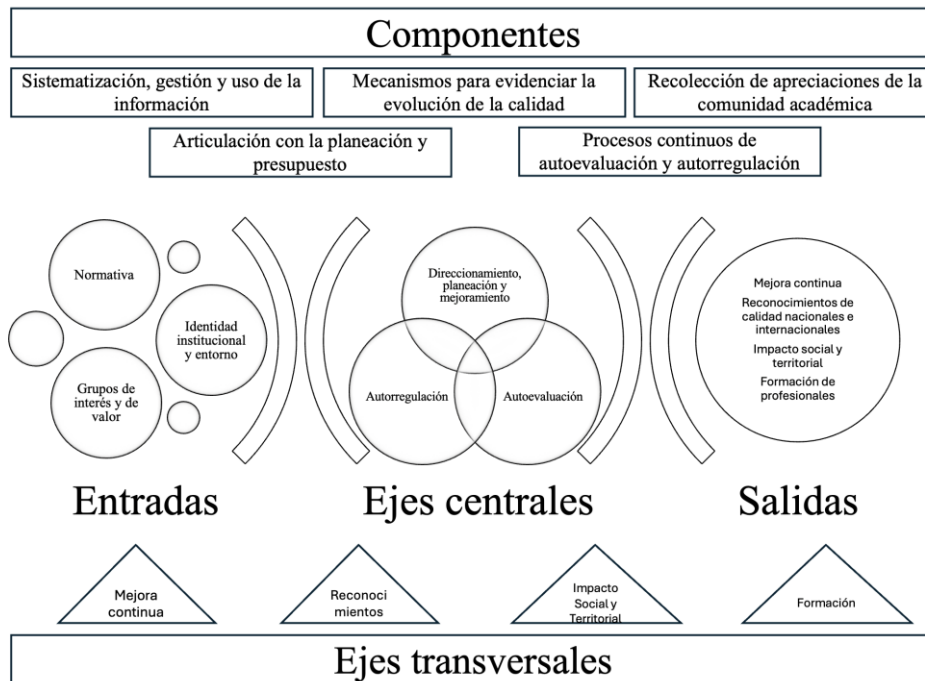 Componentes
Sistematización, gestión y uso de la
información
Mecanismos para evidenciar la
evolución de la calidad
Recolección de apreciaciones de la
comunidad académica
Articulación con la planeación y
presupuesto
Procesos continuos de
autoevaluación y autorregulación
Normativa
Identidad
institucional
y entorno
Grupos de
interés y de
valor
Direccionamiento,
planeación y
mejoramiento
Autorregulación
Autoevaluación
Mejora continua
Reconocimientos de
calidad nacionales e
internacionales
Impacto social y
territorial
Formación de
profesionales
Entradas
Ejes centrales
Salidas
Mejora
continua
Reconoci
mientos
Impacto
Social y
Territorial
Formación
Ejes transversales